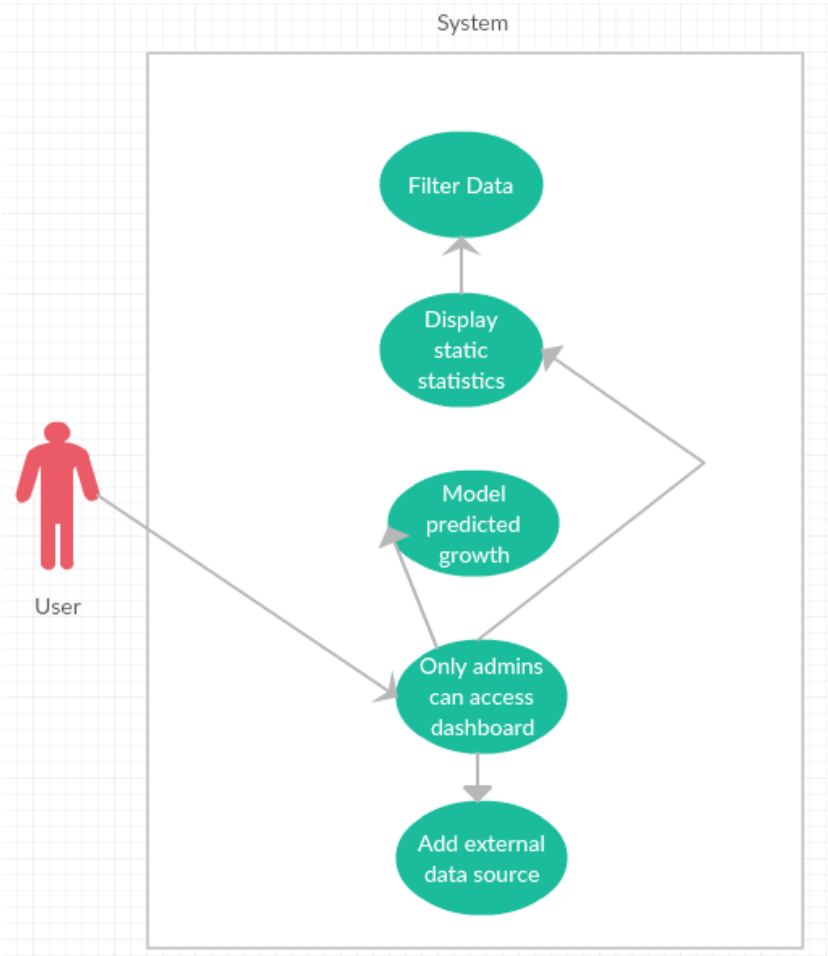 System
Filter Data
Display
static
statistics
Model
predicted
growth
User
Only admins
can access
dashboard
Add external
data source